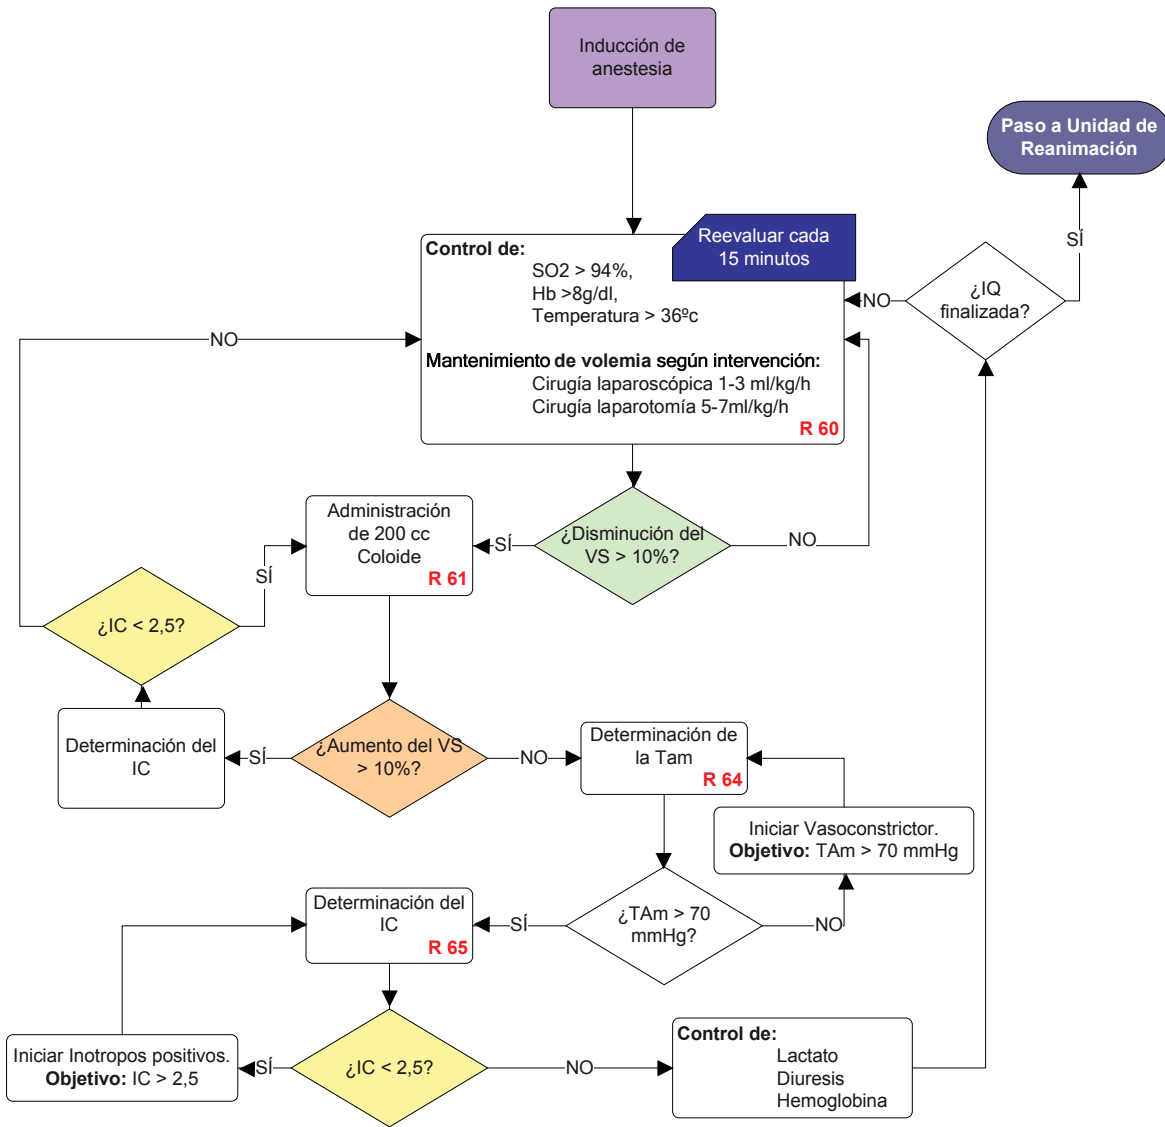 Inducción de
anestesia
Paso a Unidad de
Reanimación
Reevaluar cada
15 minutos
SÍ
Control de:
SO2 > 94%,
Hb >8g/dl,
Temperatura > 36ºc
¿IQ
finalizada?
NO
NO
Mantenimiento de volemia según intervención:
Cirugía laparoscópica 1-3 ml/kg/h
Cirugía laparotomía 5-7ml/kg/h
R 60
Administración
de 200 cc
Coloide
R 61
SÍ
¿Disminución del
VS > 10%?
NO
SÍ
¿IC < 2,5?
Determinación del
IC
SÍ
¿Aumento del VS
> 10%?
NO
Determinación de
la Tam
R 64
Iniciar Vasoconstrictor.
Objetivo: TAm > 70 mmHg
Determinación del
IC
R 65
SÍ
¿TAm > 70
mmHg?
NO
Iniciar Inotropos positivos.
Objetivo: IC > 2,5
SÍ
¿IC < 2,5?
NO
Control de:
Lactato
Diuresis
Hemoglobina